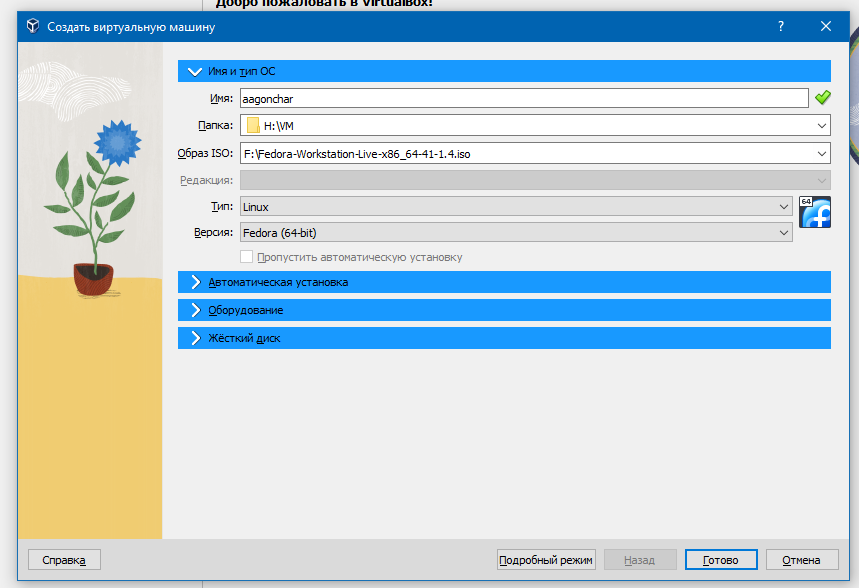 Добро пожаловать в VirtualBox!
Создать виртуальную машину ?
Имя и тип ОС
Имя: aagonchar
Папка: H:\VM
Образ ISO: F:\Fedora-Workstation-Live-x86_64-41-1.4.iso
Редакция:
Тип: Linux
64
Версия: Fedora (64-bit)
Пропустить автоматическую установку
Автоматическая установка
Оборудование
Жёсткий диск
Справка Подробный режим Назад Готово Отмена